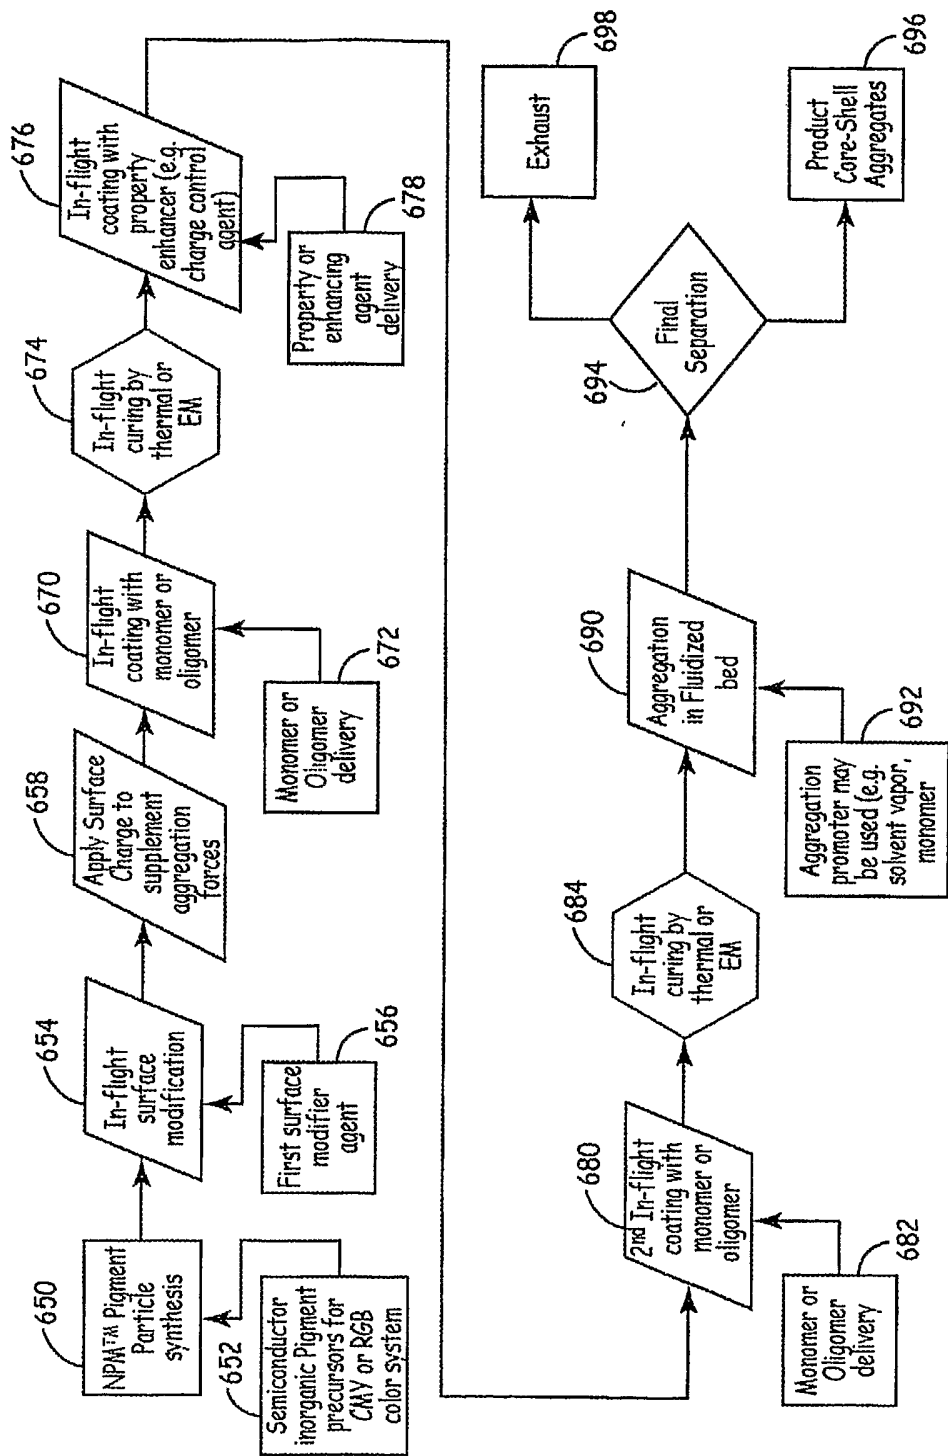 650
NPM™ Pigment
Particle
synthesis
652
Semiconductor
inorganic Pigment
precursors for
CMY or RGB
color system
654
In-flight
surface
modification
656
First surface
modifier
agent
658
Apply Surface
Charge to
supplement
aggregation
forces
670
In-flight
coating with
monomer or
oligomer
672
Monomer or
Oligomer
delivery
674
In-flight
curing by
thermal or
EM
676
In-flight
coating with
property
enhancer (e.g.
charge control
agent)
678
Property or
enhancing
agent
delivery
680
2nd In-flight
coating with
monomer or
oligomer
682
Monomer or
Oligomer
delivery
684
In-flight
curing by
thermal or
EM
690
Aggregation
in Fluidized
bed
692
Aggregation
promoter may
be used (e.g.
solvent vapor,
monomer
694
Final
Separation
698
Exhaust
696
Product
Core-Shell
Aggregates